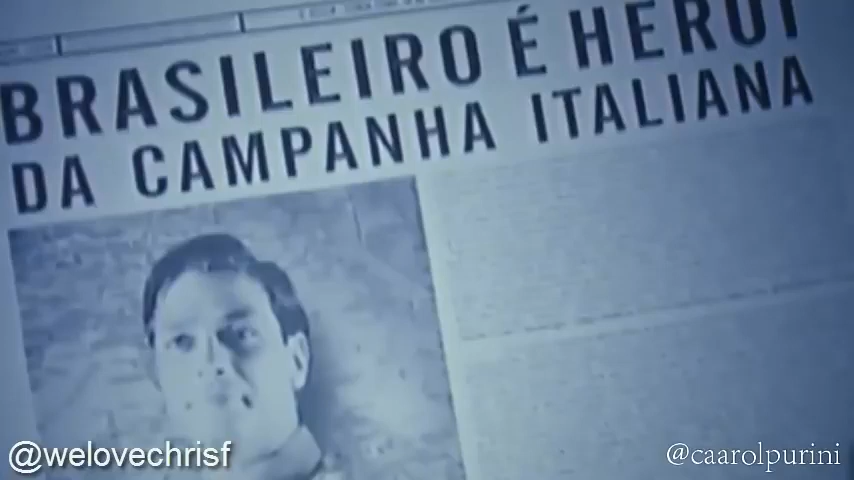 BRASILEIRO É HERÓI
DA CAMPANHA ITALIANA
@welovechrisf
@caarolpurini